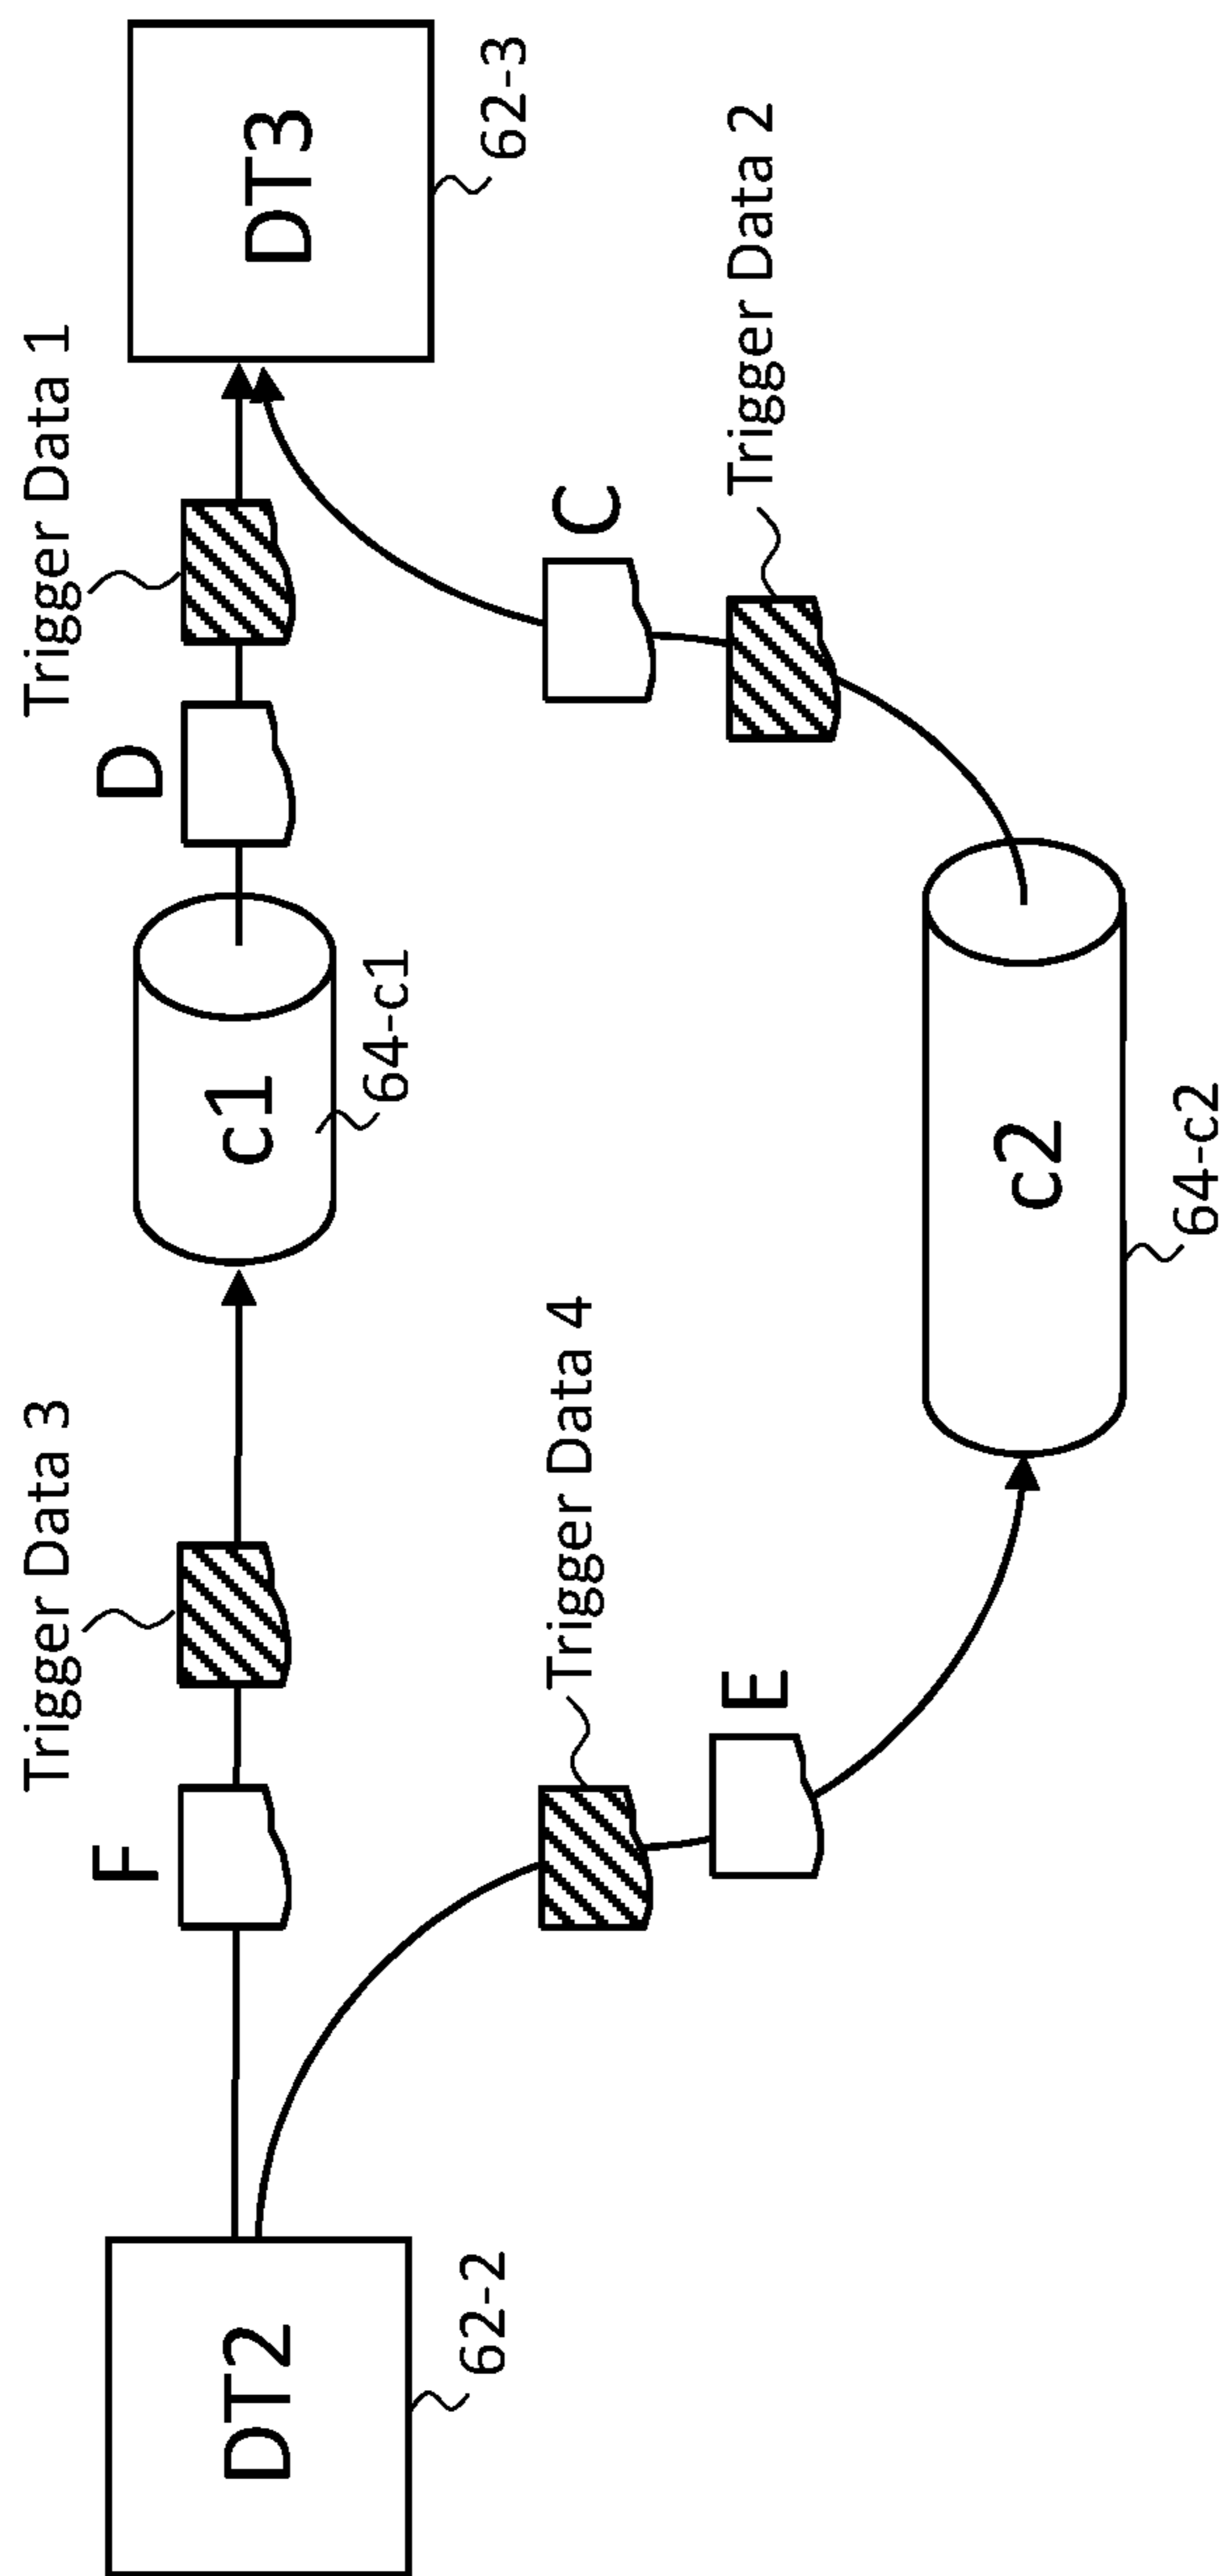 Trigger Data 3
Trigger Data 1
F
D
DT2
c1
DT3
62-2
64-c1
62-3
Trigger Data 4
C
E
Trigger Data 2
c2
64-c2